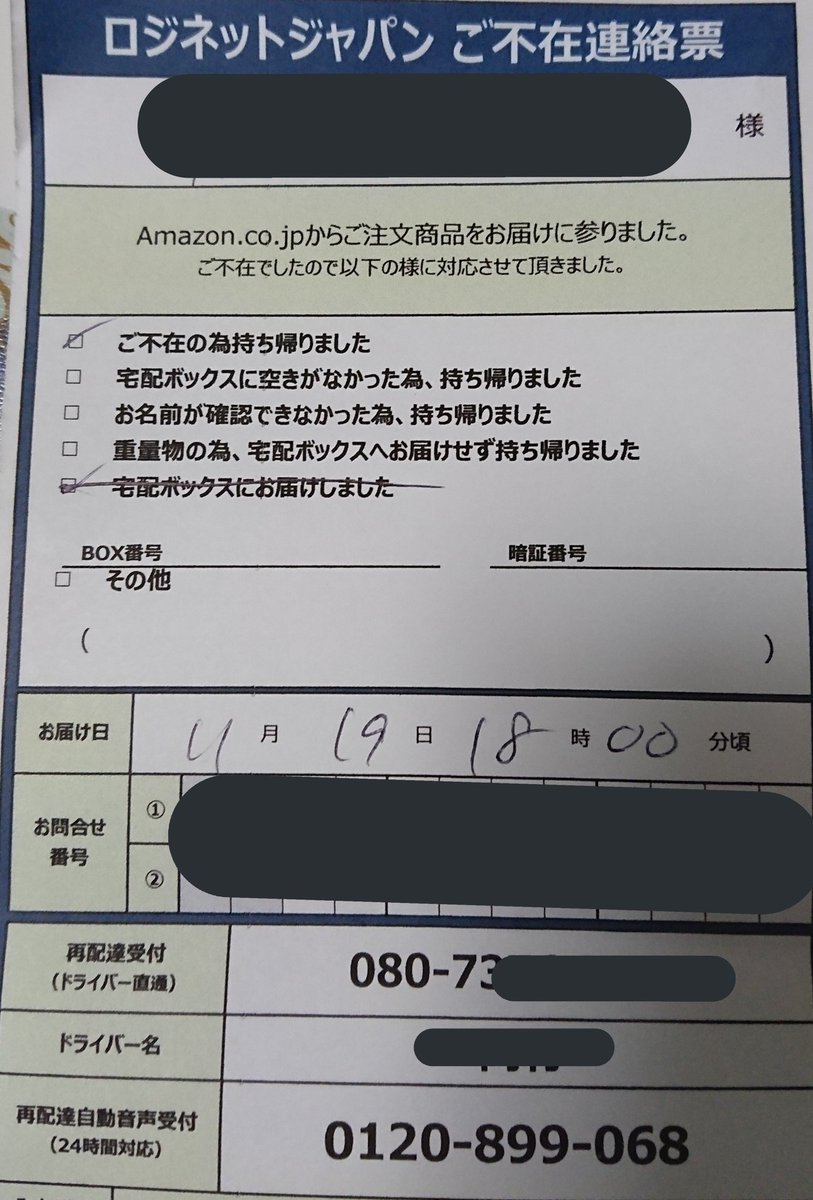 ロジネットジャパン ご不在連絡票
様
Amazon.co.jpからご注文商品をお届けに参りました。
ご不在でしたので以下の様に対応させて頂きました。
☑ ご不在の為持ち帰りました
□ 宅配ボックスに空きがなかった為、持ち帰りました
□ お名前が確認できなかった為、持ち帰りました
□ 重量物の為、宅配ボックスへお届けせず持ち帰りました
☑ 宅配ボックスにお届けしました
BOX番号 暗証番号
□ その他
( )
お届け日 11月 19日 18時 00分頃
お問合せ番号 ① ②
再配達受付
(ドライバー直通)
080-73
ドライバー名
再配達自動音声受付
(24時間対応)
0120-899-068